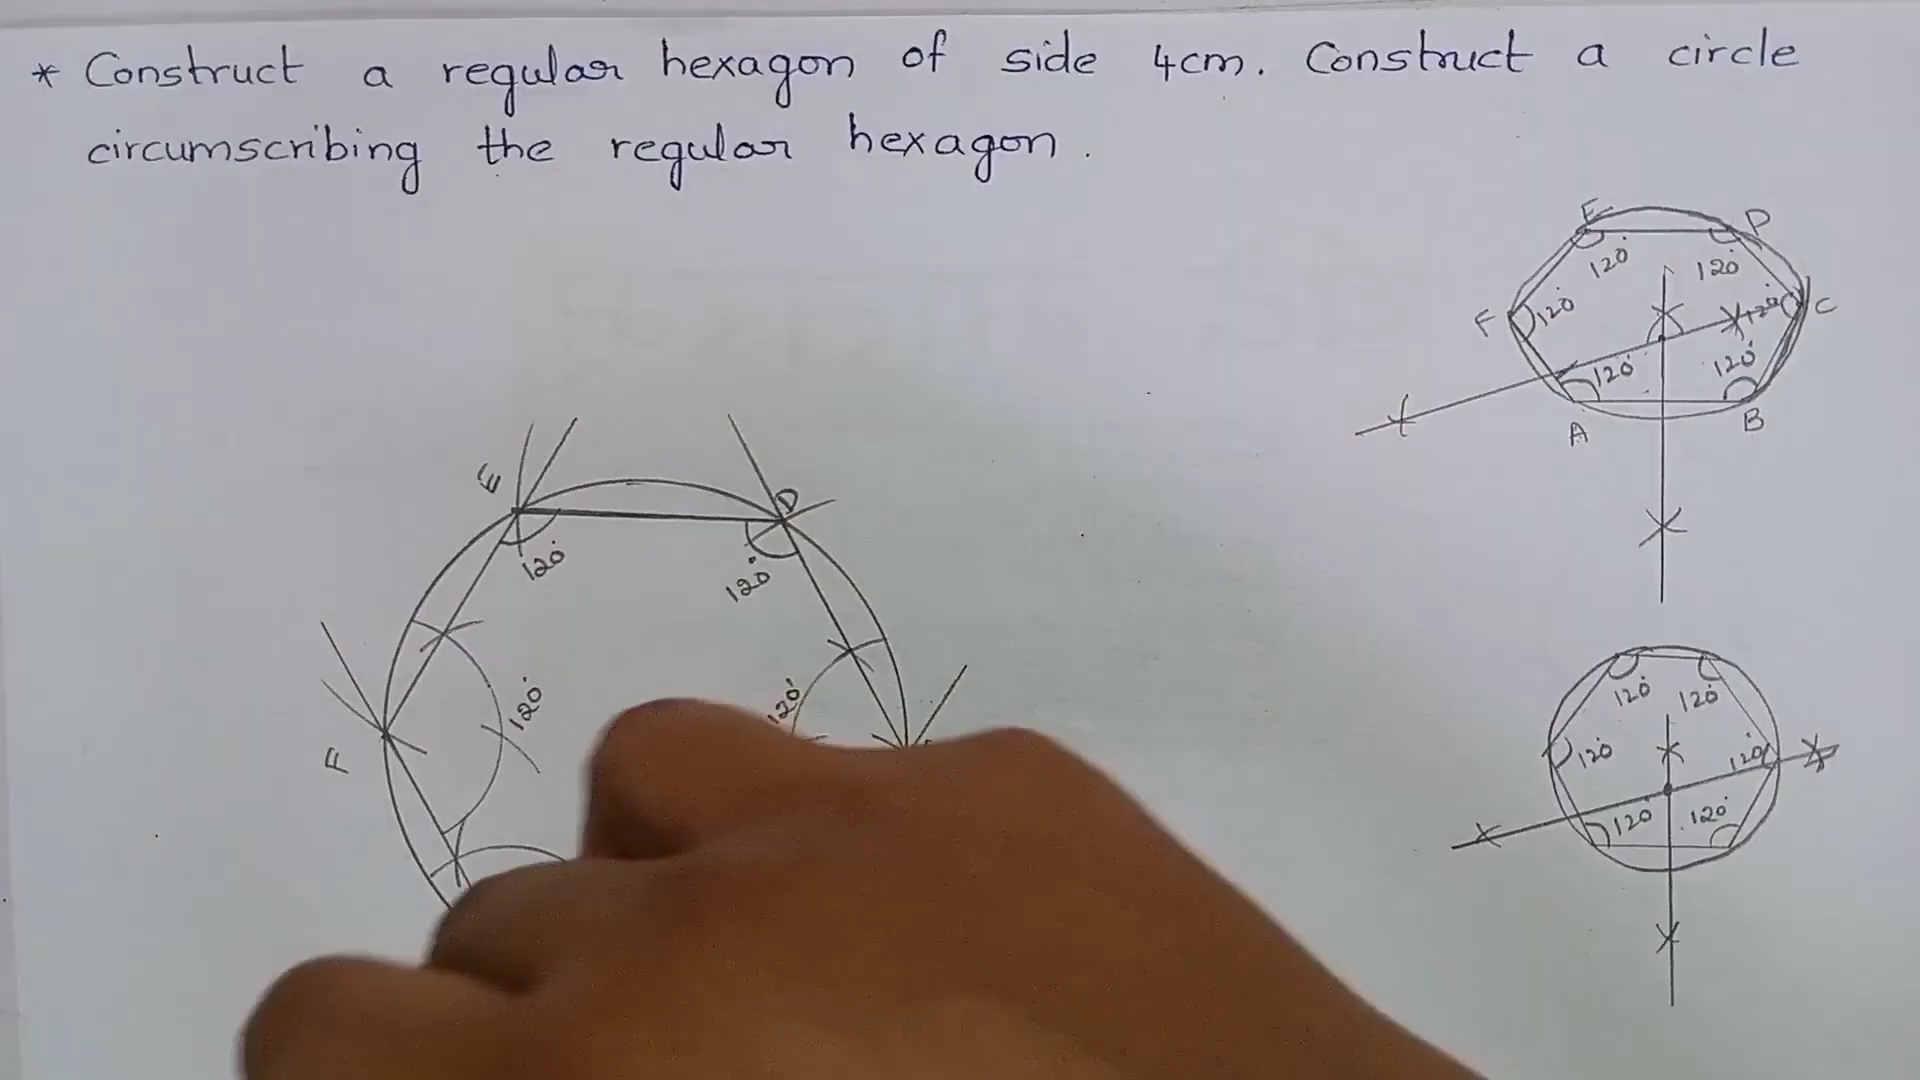 * Construct a regular hexagon of side 4cm. Construct a circle
circumscribing the regular hexagon.
E D
120° 120°
F 120° 120° C
120° 120°
A B
E D
120° 120°
F 120° 120°
120° 120°
120° 120°
120° 120°